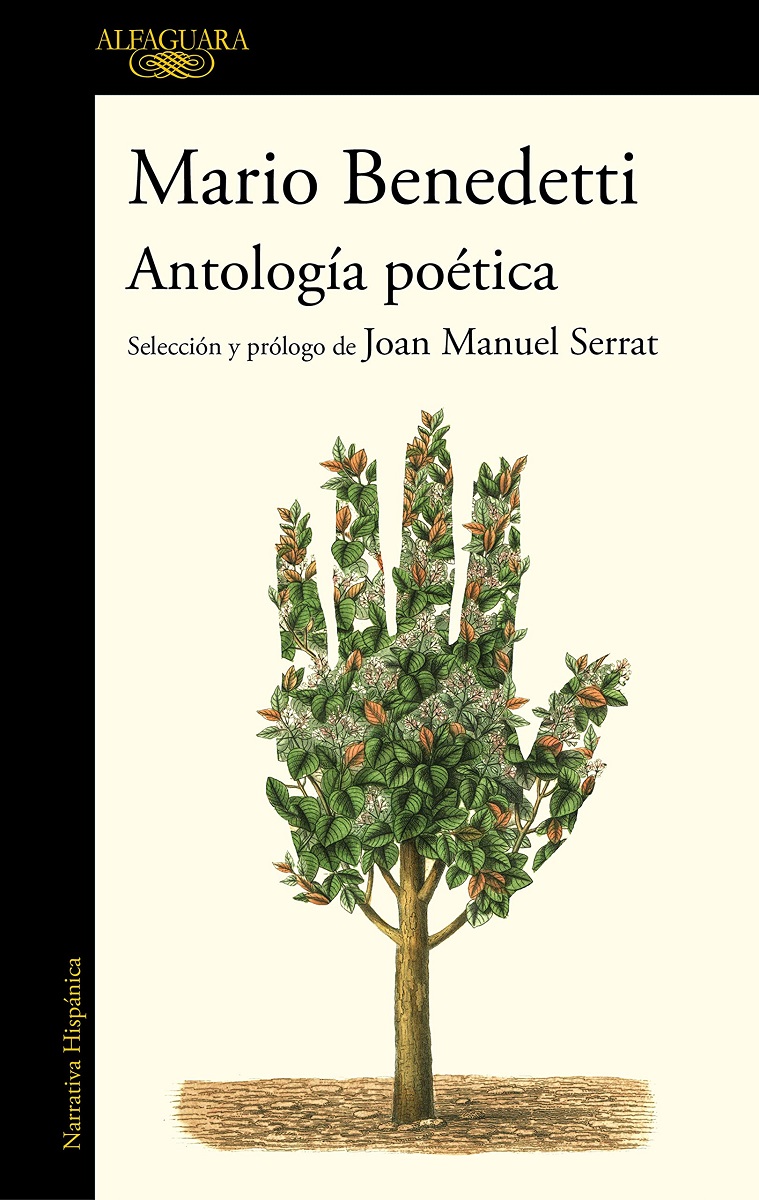 ALFAGUARA
Mario Benedetti
Antología poética
Selección y prólogo de Joan Manuel Serrat
Narrativa Hispánica